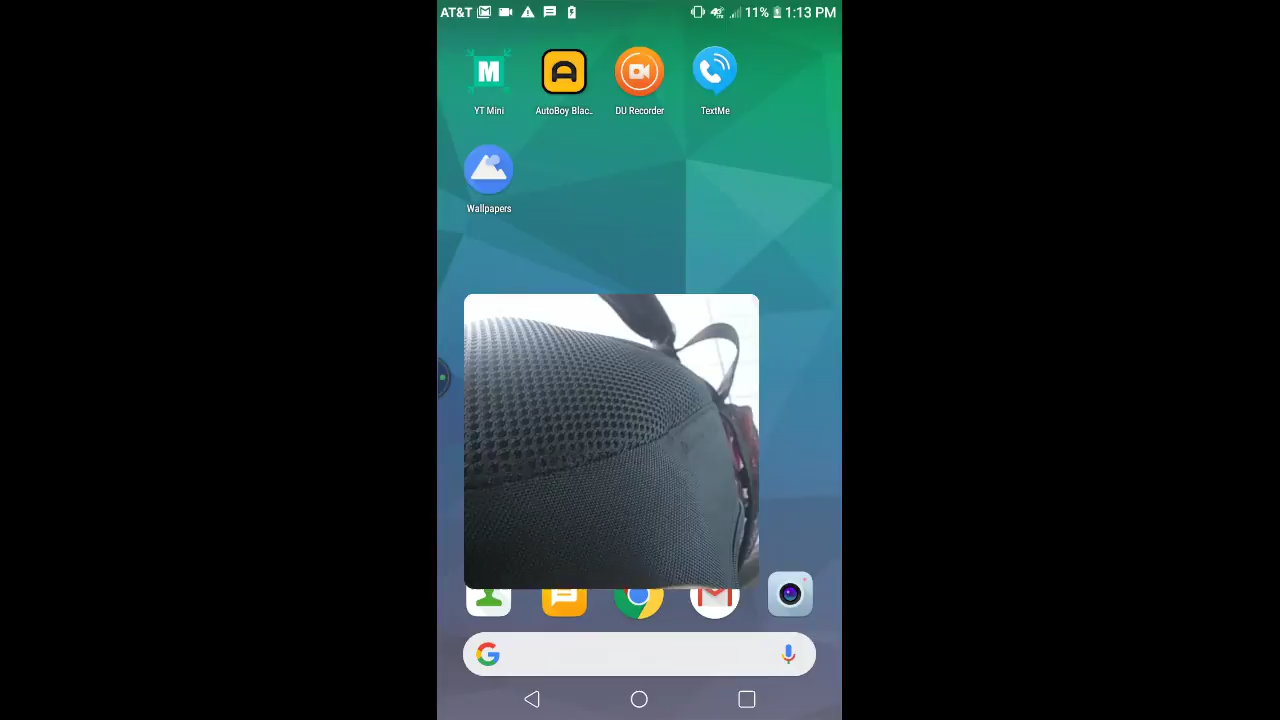 AT&T 11% 1:13 PM
M
YT Mini AutoBoy Blac.. DU Recorder TextMe
Wallpapers
G